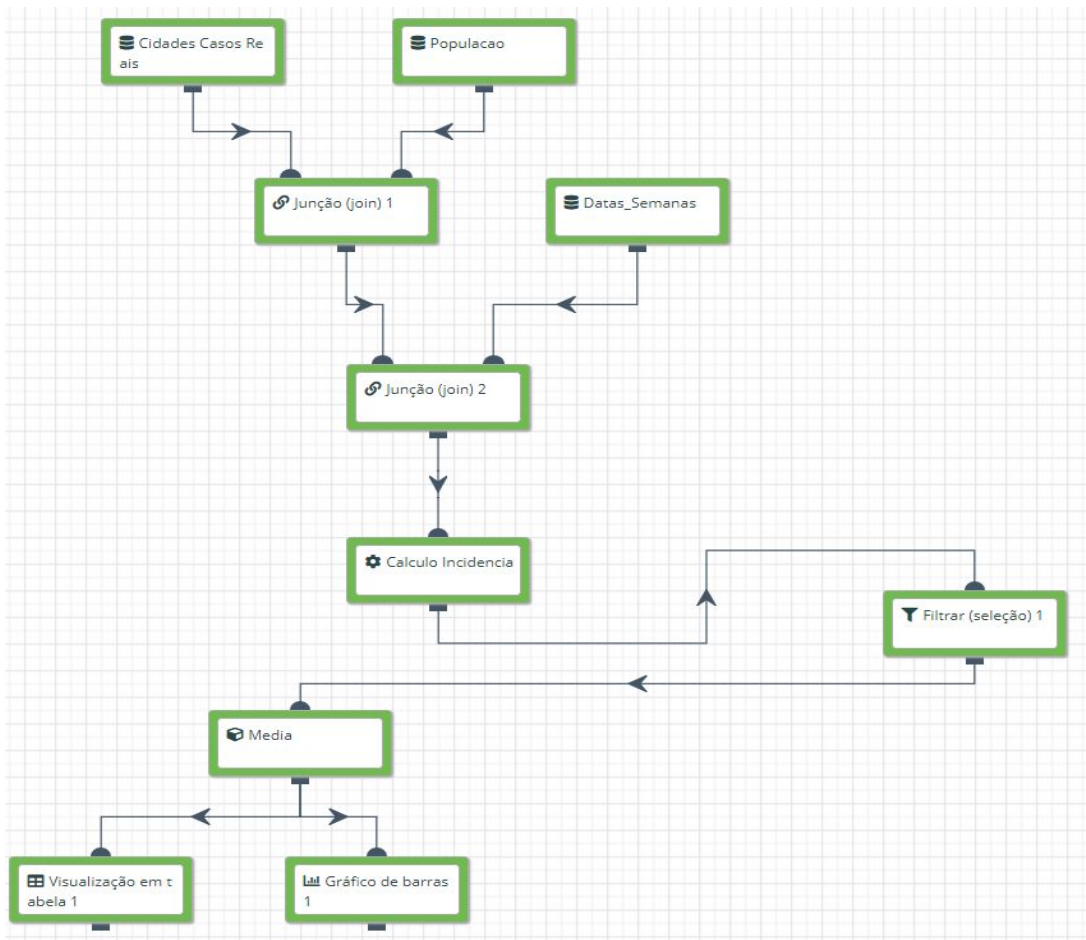 Cidades Casos Re
ais
Populacao
Junção (join) 1
Datas_Semanas
Junção (join) 2
Calculo Incidencia
Filtrar (seleção) 1
Media
Visualização em t
abela 1
Gráfico de barras
1